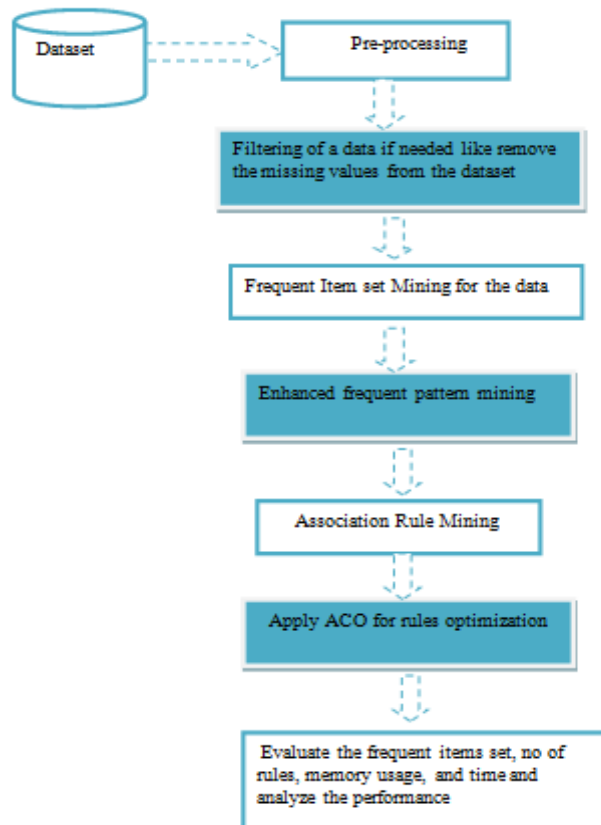 Dataset
Pre-processing
Filtering of a data if needed like remove
the missing values from the dataset
Frequent Item set Mining for the data
Enhanced frequent pattern mining
Association Rule Mining
Apply ACO for rules optimization
Evaluate the frequent items set, no of
rules, memory usage, and time and
analyze the performance